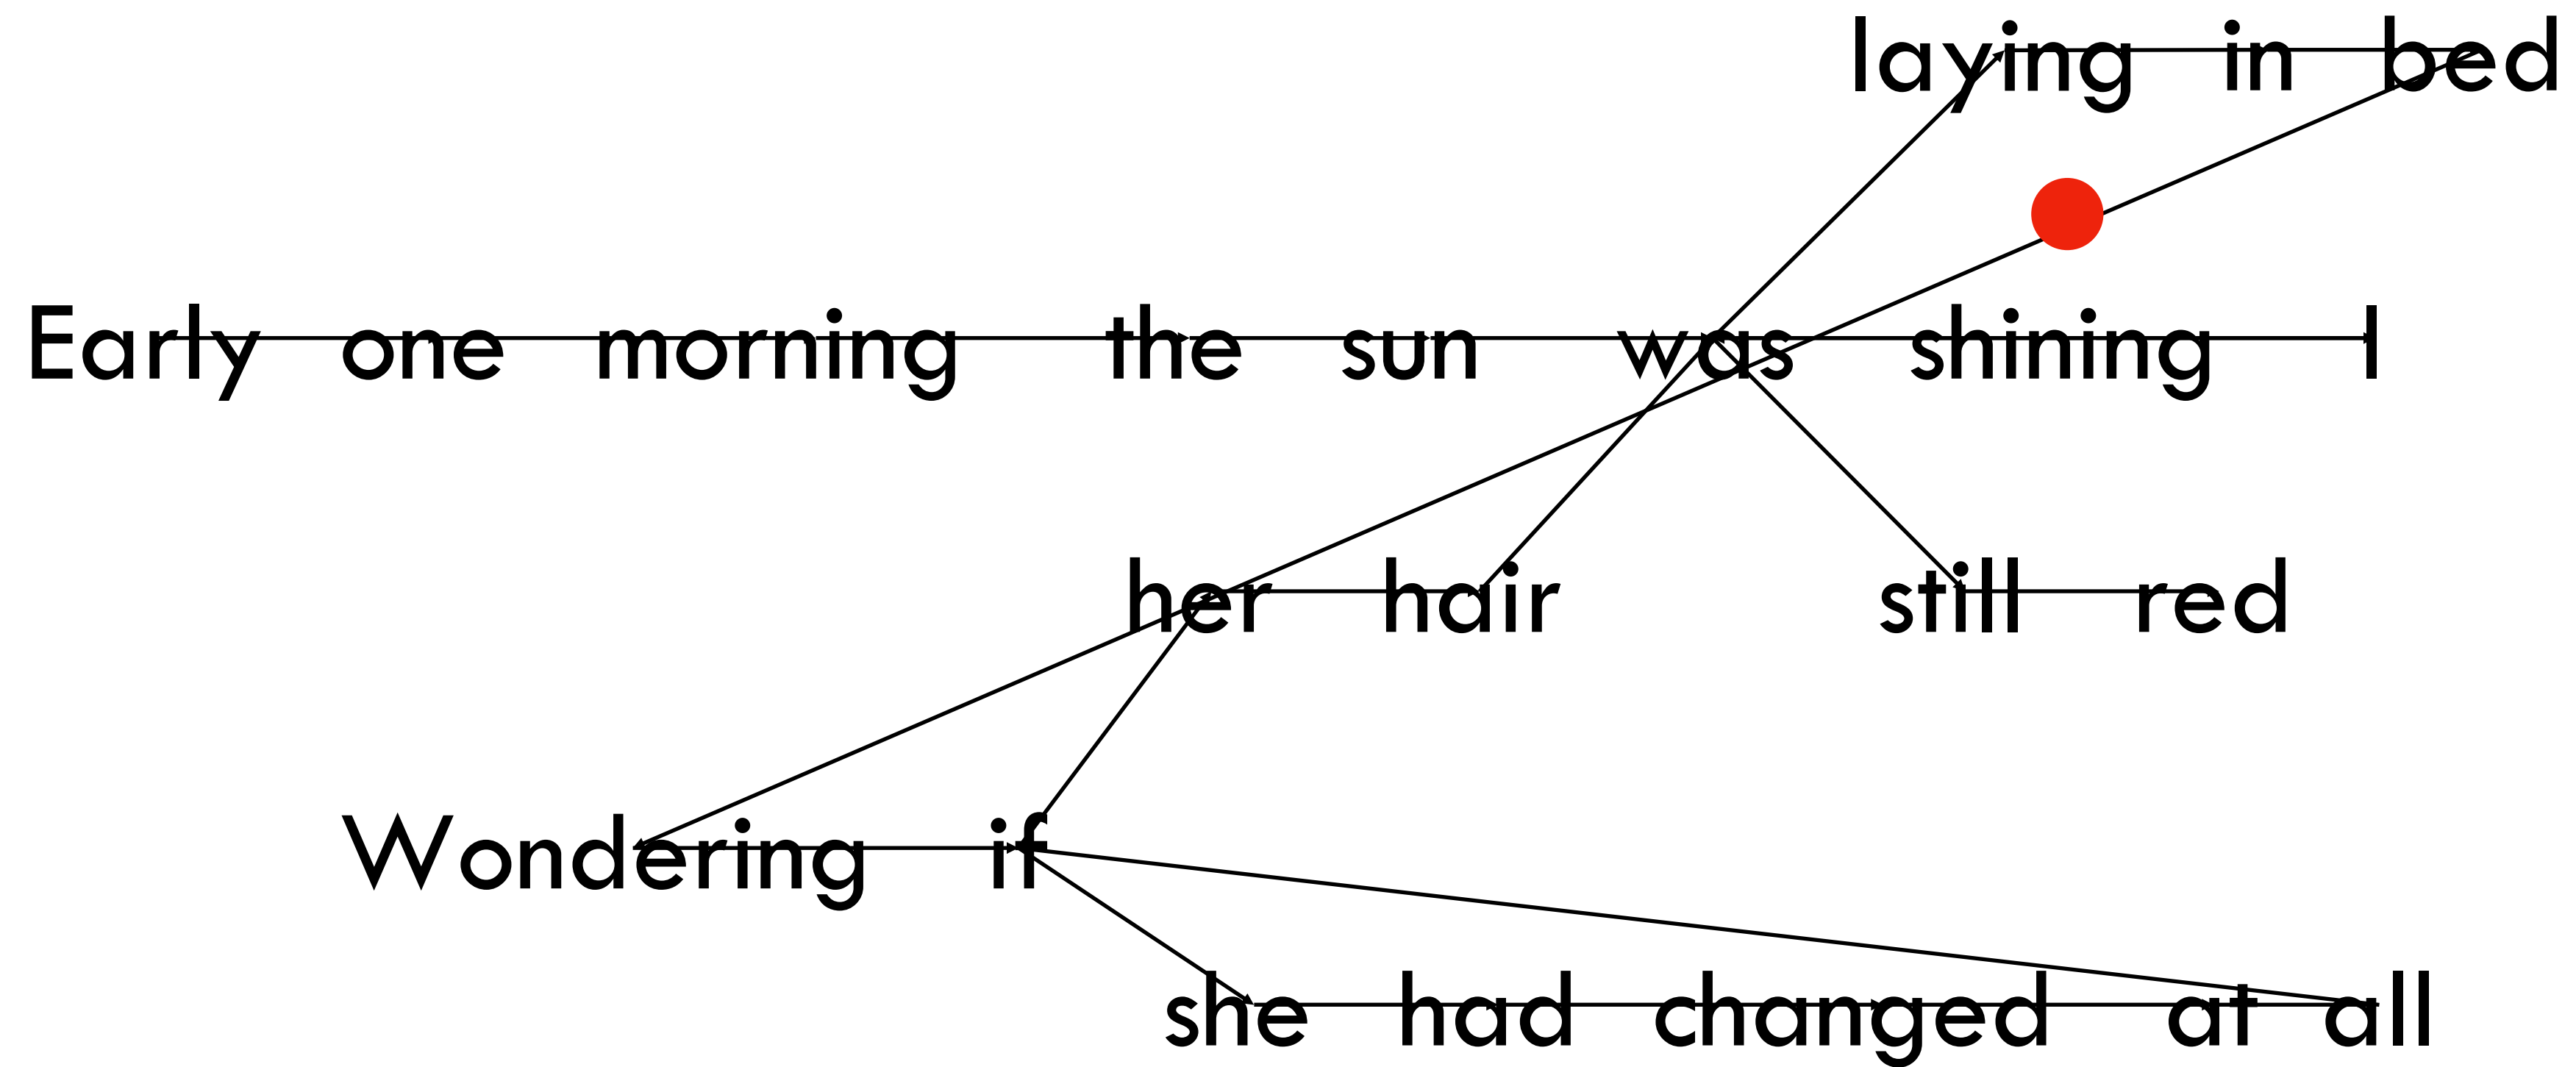 laying in bed
Early one morning the sun was shining I
her hair still red
Wondering if
she had changed at all